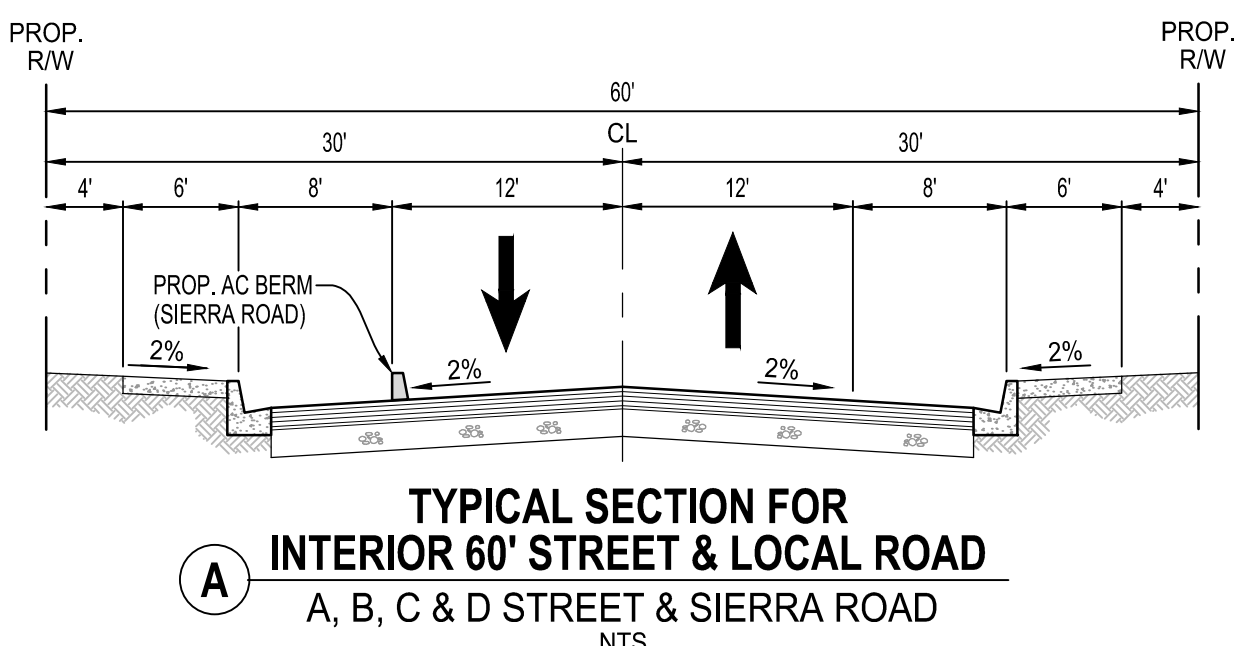 PROP.
R/W
PROP.
R/W
60'
CL
30'
30'
4'
6'
8'
12'
12'
8'
6'
4'
PROP. AC BERM
(SIERRA ROAD)
2%
2%
2%
2%
TYPICAL SECTION FOR
INTERIOR 60' STREET & LOCAL ROAD
A
A, B, C & D STREET & SIERRA ROAD
NTS